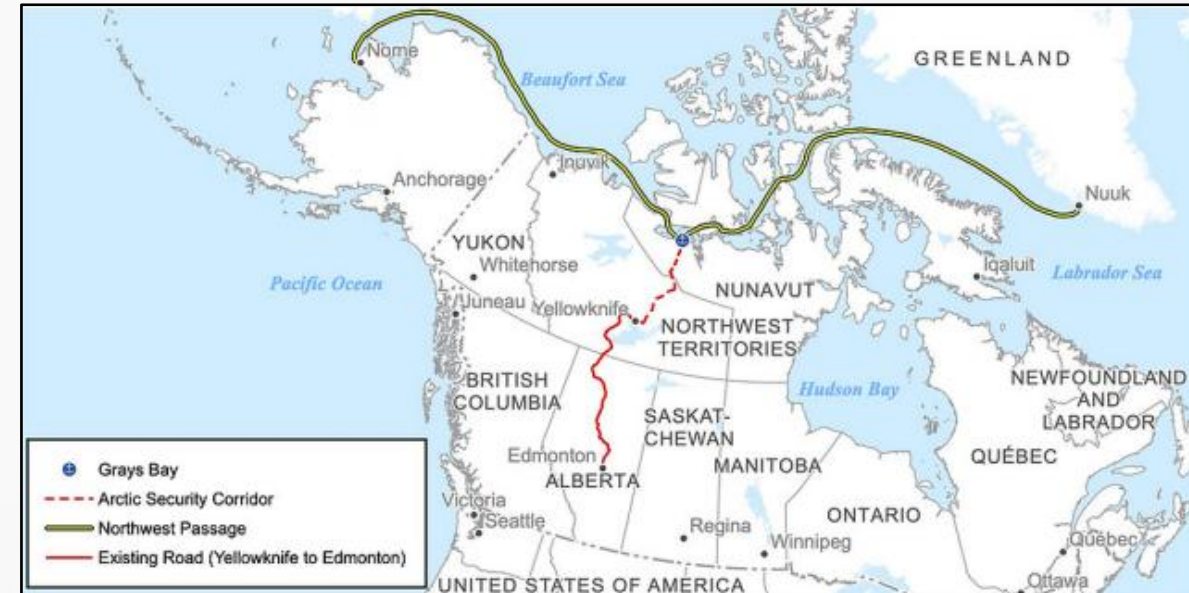 Nome
Beaufort Sea
GREENLAND
Inuvik
Anchorage
Nuuk
YUKON
Whitehorse
Pacific Ocean
Iqaluit
Labrador Sea
NUNAVUT
Juneau
Yellowknife
NORTHWEST
TERRITORIES
BRITISH
COLUMBIA
Hudson Bay
NEWFOUNDLAND
AND
LABRADOR
SASKAT-
CHEWAN
Edmonton
ALBERTA
MANITOBA
QUÉBEC
ONTARIO
Victoria
Seattle
Regina
Winnipeg
Québec
Ottawa
UNITED STATES OF AMERICA
Grays Bay
Arctic Security Corridor
Northwest Passage
Existing Road (Yellowknife to Edmonton)